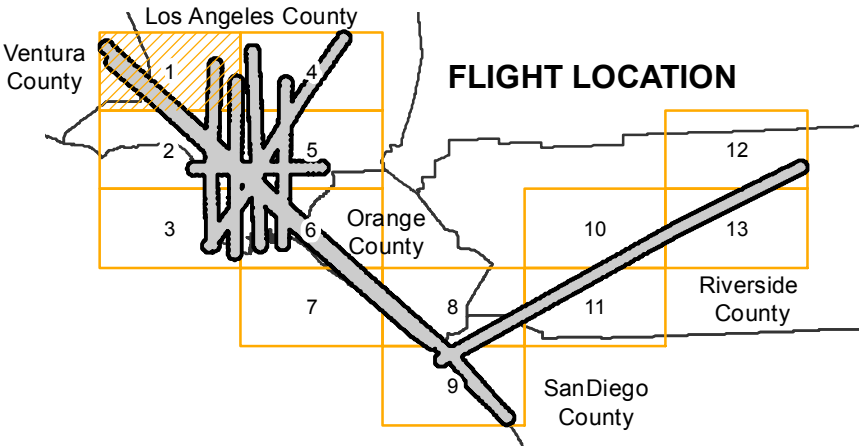 Los Angeles County
Ventura
County
1
4
FLIGHT LOCATION
2
5
12
3
6
Orange
County
10
13
7
8
11
Riverside
County
9
SanDiego
County